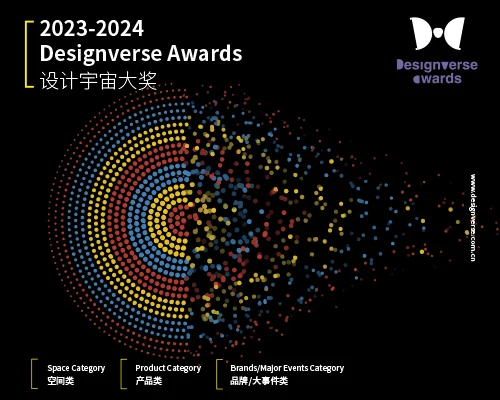 2023-2024
Designverse Awards
设计宇宙大奖
Designverse
awards
www.designverse.com.cn
Space Category
空间类
Product Category
产品类
Brands/Major Events Category
品牌/大事件类